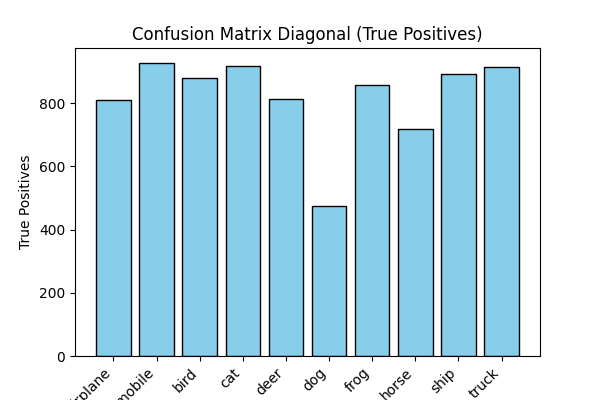 Confusion Matrix Diagonal (True Positives)
True Positives
800
600
400
200
0
rplane
mobile
bird
cat
deer
dog
frog
horse
ship
truck